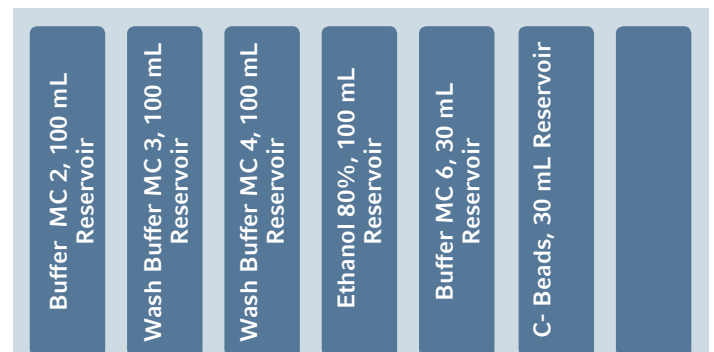 Buffer  MC 2, 100 mL
Reservoir
Wash Buffer MC 3, 100 mL
Reservoir
Wash Buffer MC 4, 100 mL
Reservoir
Ethanol 80%, 100 mL
Reservoir
Buffer MC 6, 30 mL
Reservoir
C- Beads, 30 mL Reservoir